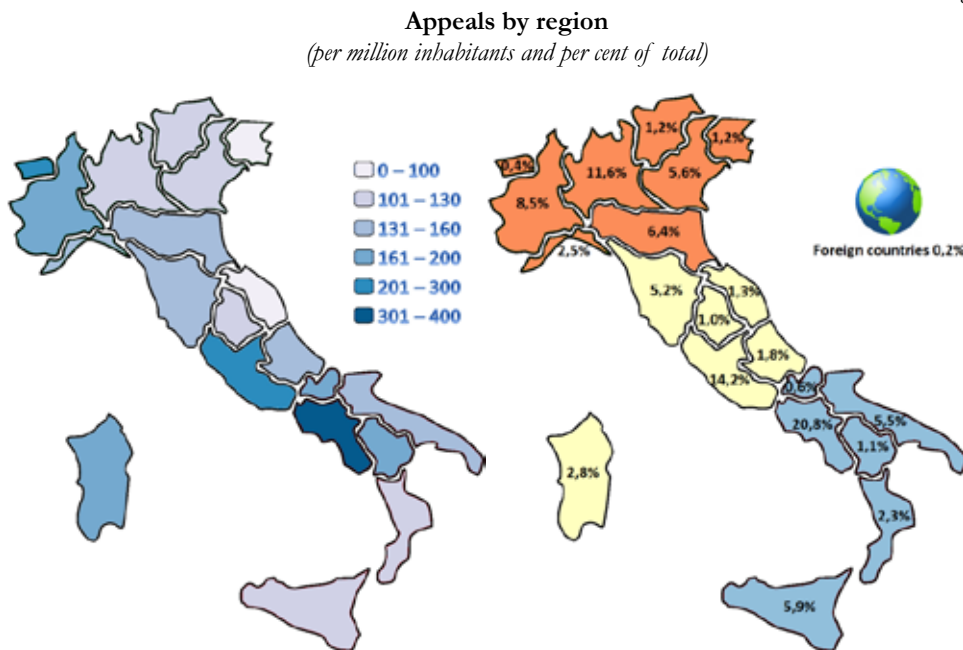 Appeals by region
(per million inhabitants and per cent of total)
0 – 100
101 – 130
131 – 160
161 – 200
201 – 300
301 – 400
1,2%
1,2%
0,4%
11,6%
5,6%
8,5%
6,4%
2,5%
Foreign countries 0,2%
5,2%
1,3%
1,0%
1,8%
14,2%
0,6%
20,8%
5,5%
1,1%
2,8%
2,3%
5,9%